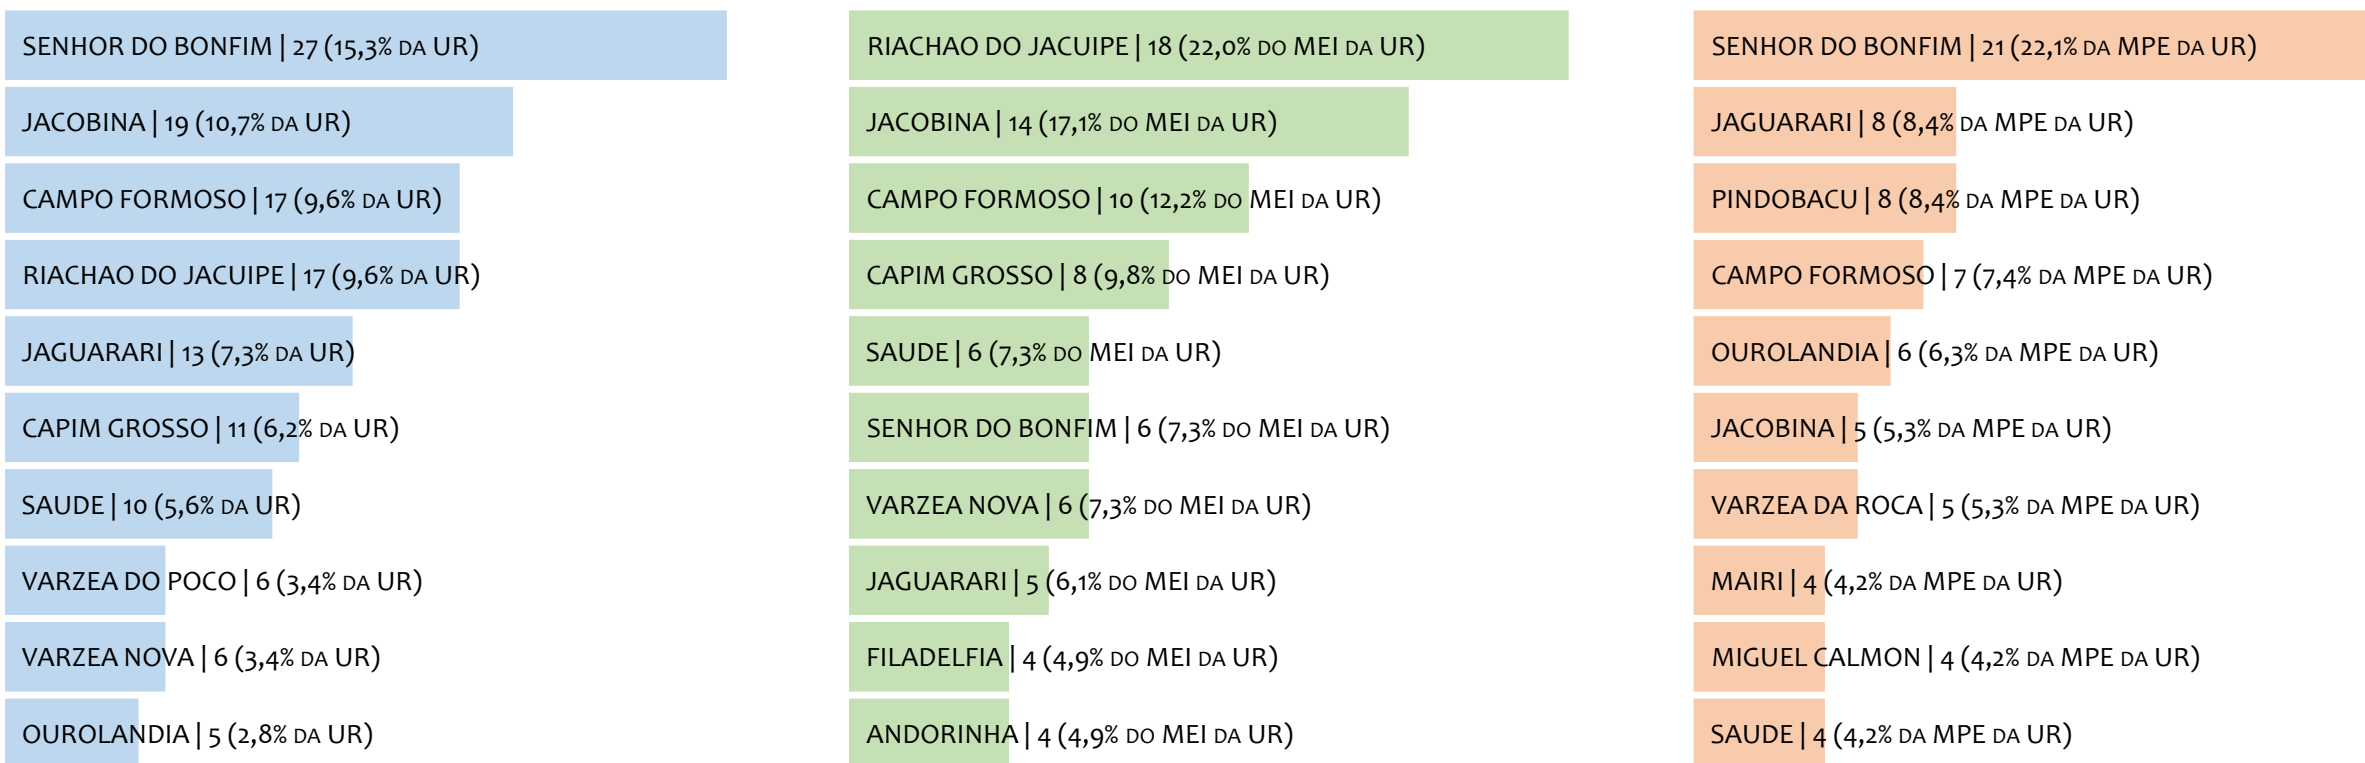 SENHOR DO BONFIM | 27 (15,3% DA UR)
JACOBINA | 19 (10,7% DA UR)
CAMPO FORMOSO | 17 (9,6% DA UR)
RIACHAO DO JACUIPE | 17 (9,6% DA UR)
JAGUARARI | 13 (7,3% DA UR)
CAPIM GROSSO | 11 (6,2% DA UR)
SAUDE | 10 (5,6% DA UR)
VARZEA DO POCO | 6 (3,4% DA UR)
VARZEA NOVA | 6 (3,4% DA UR)
OUROLANDIA | 5 (2,8% DA UR)
RIACHAO DO JACUIPE | 18 (22,0% DO MEI DA UR)
JACOBINA | 14 (17,1% DO MEI DA UR)
CAMPO FORMOSO | 10 (12,2% DO MEI DA UR)
CAPIM GROSSO | 8 (9,8% DO MEI DA UR)
SAUDE | 6 (7,3% DO MEI DA UR)
SENHOR DO BONFIM | 6 (7,3% DO MEI DA UR)
VARZEA NOVA | 6 (7,3% DO MEI DA UR)
JAGUARARI | 5 (6,1% DO MEI DA UR)
FILADELFIA | 4 (4,9% DO MEI DA UR)
ANDORINHA | 4 (4,9% DO MEI DA UR)
SENHOR DO BONFIM | 21 (22,1% DA MPE DA UR)
JAGUARARI | 8 (8,4% DA MPE DA UR)
PINDOBACU | 8 (8,4% DA MPE DA UR)
CAMPO FORMOSO | 7 (7,4% DA MPE DA UR)
OUROLANDIA | 6 (6,3% DA MPE DA UR)
JACOBINA | 5 (5,3% DA MPE DA UR)
VARZEA DA ROCA | 5 (5,3% DA MPE DA UR)
MAIRI | 4 (4,2% DA MPE DA UR)
MIGUEL CALMON | 4 (4,2% DA MPE DA UR)
SAUDE | 4 (4,2% DA MPE DA UR)